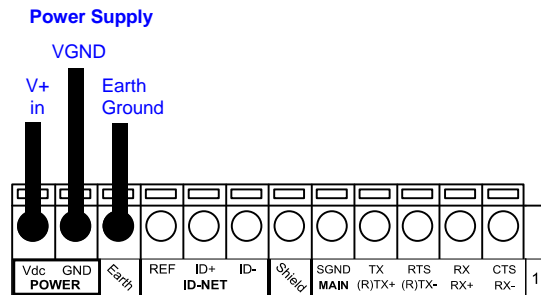 Power Supply
VGND
V+
in
Earth
Ground
Vdc GND Earth REF ID+ ID- Shield SGND TX RTS RX CTS
POWER ID-NET MAIN (R)TX+ (R)TX- RX+ RX-
1